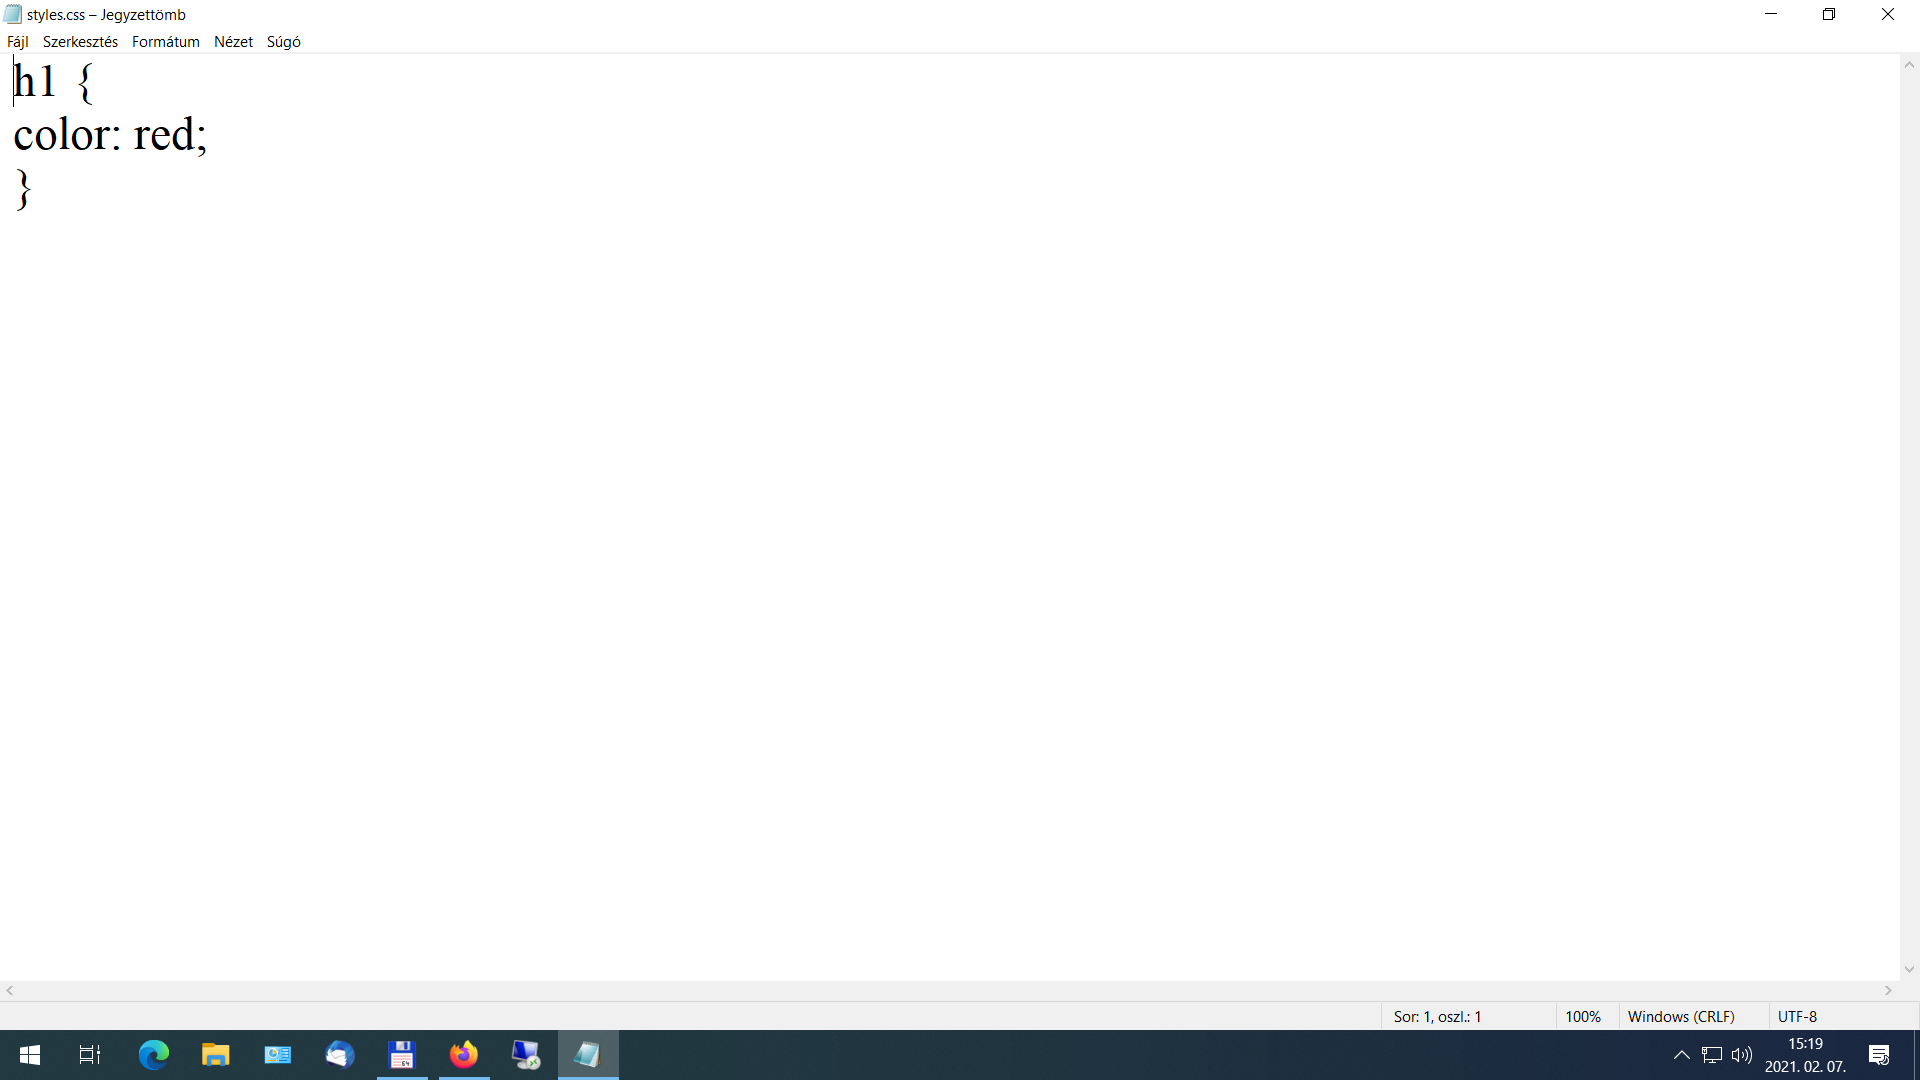 styles.css – Jegyzettömb
Fájl Szerkesztés Formátum Nézet Súgó
h1 {
color: red;
}
Sor: 1, oszl.: 1 100% Windows (CRLF) UTF-8
64
15:19
2021. 02. 07.